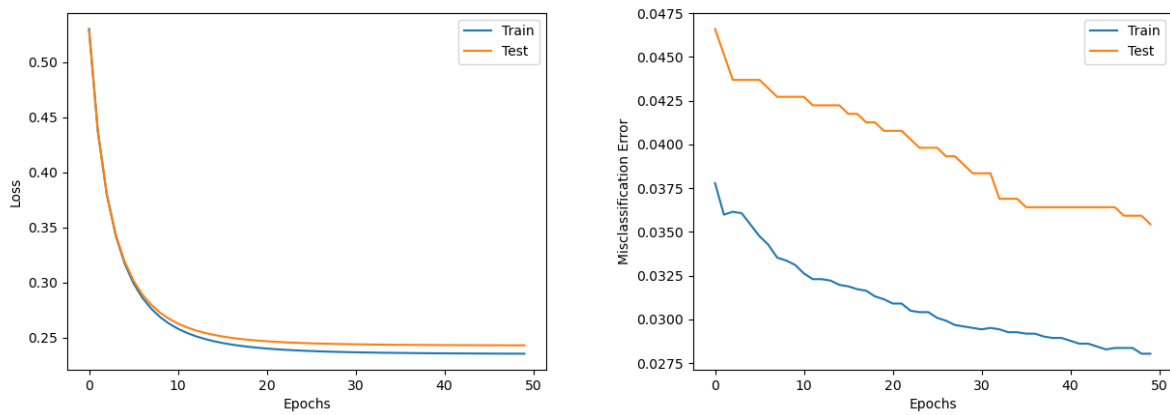 0.50
0.45
0.40
0.35
0.30
0.25
Loss
0 10 20 30 40 50
Epochs
Train
Test
0.0475
0.0450
0.0425
0.0400
0.0375
0.0350
0.0325
0.0300
0.0275
Misclassification Error
0 10 20 30 40 50
Epochs
Train
Test